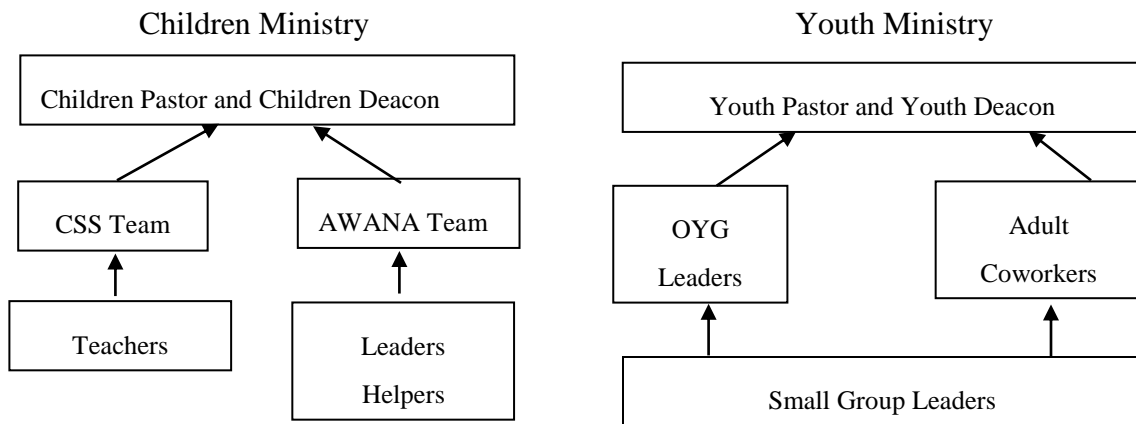 Children Ministry
Children Pastor and Children Deacon
CSS Team
AWANA Team
Teachers
Leaders
Helpers
Youth Ministry
Youth Pastor and Youth Deacon
OYG
Leaders
Adult
Coworkers
Small Group Leaders